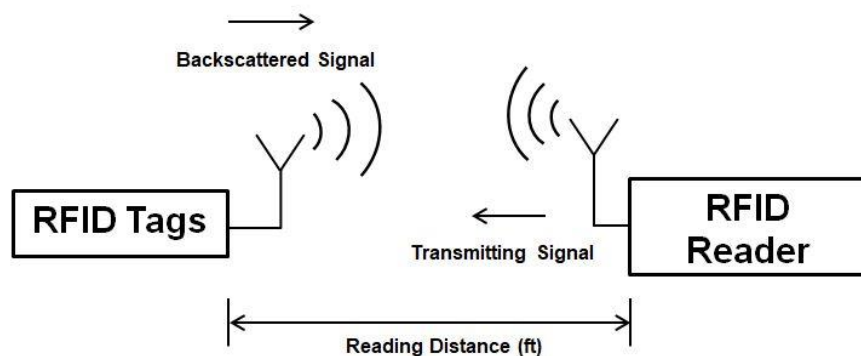 Backscattered Signal
RFID Tags
RFID
Reader
Transmitting Signal
Reading Distance (ft)